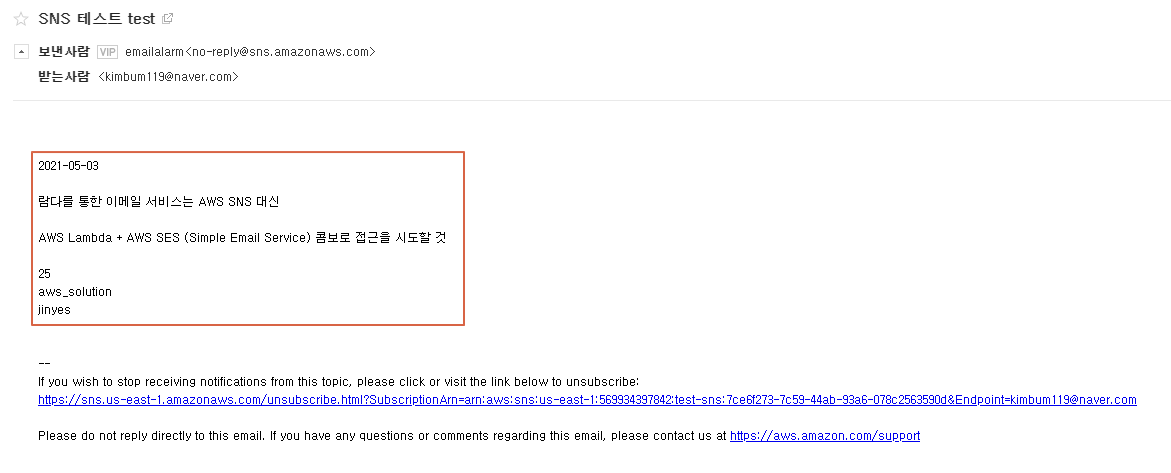 SNS 테스트 test
보낸사람 VIP emailalarm<no-reply@sns.amazonaws.com>
받는사람 <kimbum119@naver.com>
2021-05-03
람다를 통한 이메일 서비스는 AWS SNS 대신
AWS Lambda + AWS SES (Simple Email Service) 콤보로 접근을 시도할 것
25
aws_solution
jinyes
--
If you wish to stop receiving notifications from this topic, please click or visit the link below to unsubscribe:
https://sns.us-east-1.amazonaws.com/unsubscribe.html?SubscriptionArn=arn:aws:sns:us-east-1:569934397842:test-sns:7ce6f273-7c59-44ab-93a6-078c2563590d&Endpoint=kimbum119@naver.com
Please do not reply directly to this email. If you have any questions or comments regarding this email, please contact us at https://aws.amazon.com/support